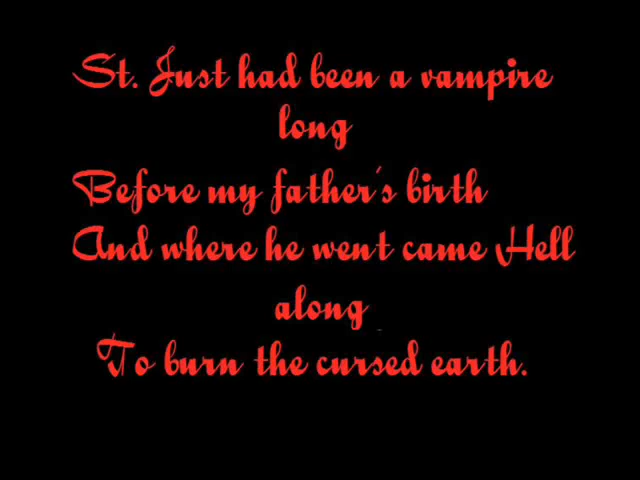 St. Just had been a vampire
long
Before my father's birth
And where he went came Hell
along
To burn the cursed earth.